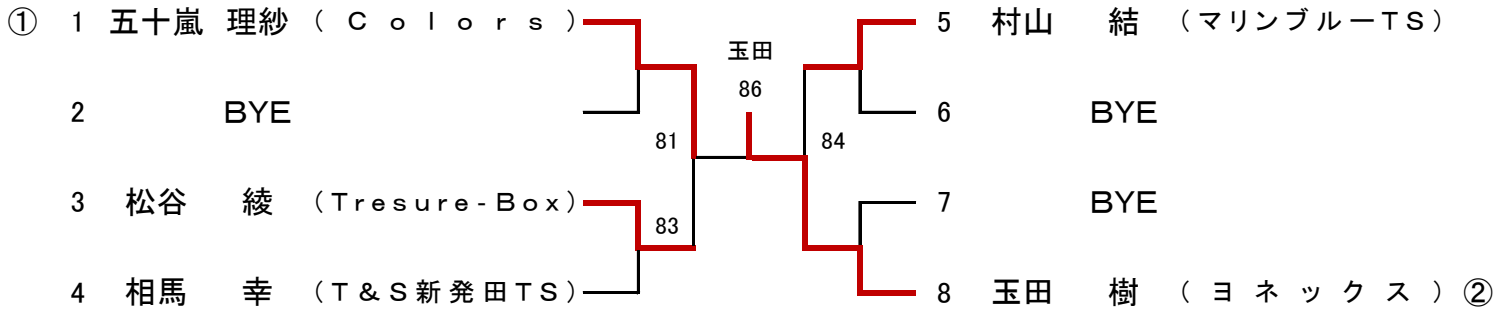 ① 1 五十嵐 理紗 (Colors)
2 BYE
3 松谷 綾 (Tresure-Box)
4 相馬 幸 (T&S新発田TS)
81
83
玉田
86
84
5 村山 結 (マリンブルーTS)
6 BYE
7 BYE
8 玉田 樹 (ヨネックス) ②